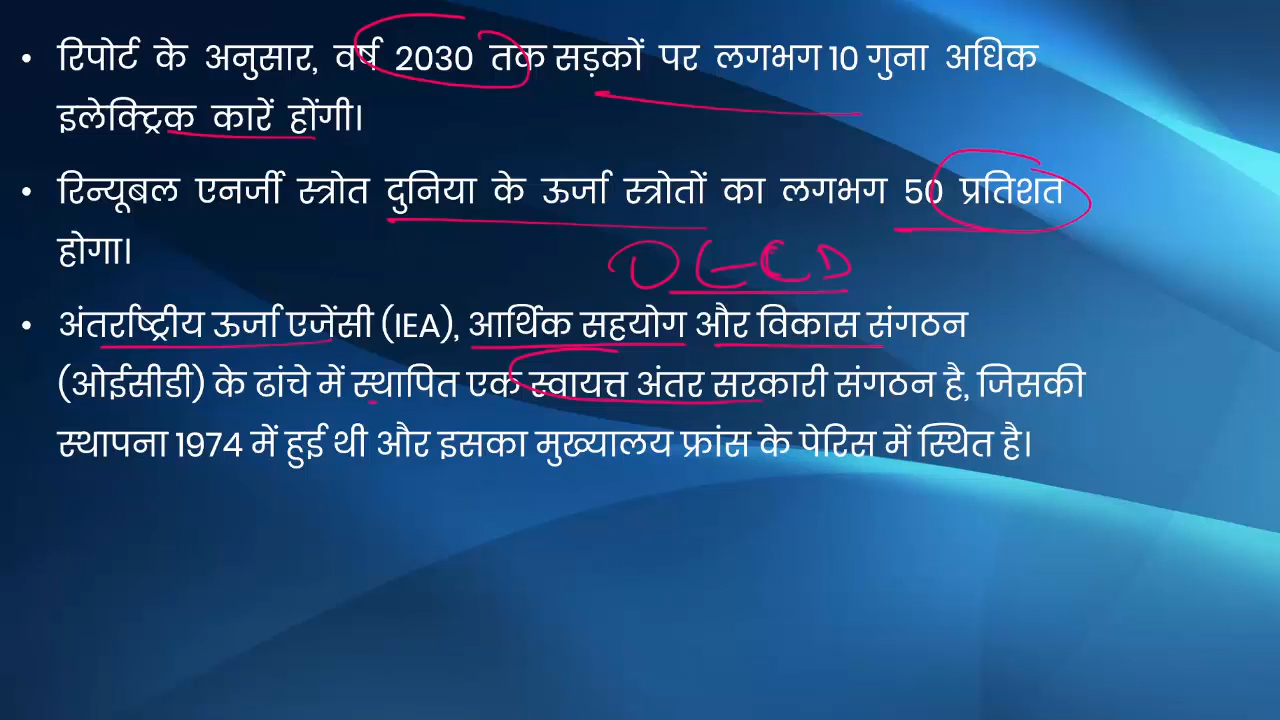 • रिपोर्ट के अनुसार, वर्ष 2030 तक सड़कों पर लगभग 10 गुना अधिक
इलेक्ट्रिक कारें होंगी।
• रिन्यूबल एनर्जी स्त्रोत दुनिया के ऊर्जा स्त्रोतों का लगभग 50 प्रतिशत
होगा।
OECD
• अंतर्राष्ट्रीय ऊर्जा एजेंसी (IEA), आर्थिक सहयोग और विकास संगठन
(ओईसीडी) के ढांचे में स्थापित एक स्वायत्त अंतर सरकारी संगठन है, जिसकी
स्थापना 1974 में हुई थी और इसका मुख्यालय फ्रांस के पेरिस में स्थित है।